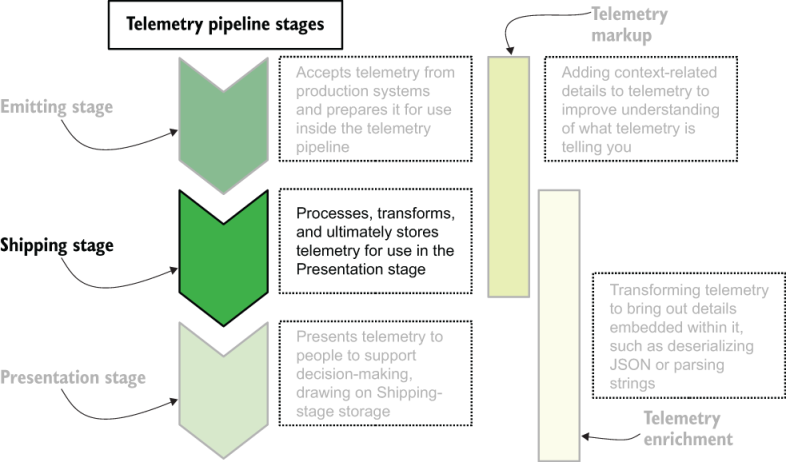 Telemetry pipeline stages
Telemetry
markup
Emitting stage
Accepts telemetry from
production systems
and prepares it for use
inside the telemetry
pipeline
Adding context-related
details to telemetry to
improve understanding
of what telemetry is
telling you
Shipping stage
Processes, transforms,
and ultimately stores
telemetry for use in the
Presentation stage
Transforming telemetry
to bring out details
embedded within it,
such as deserializing
JSON or parsing
strings
Presentation stage
Presents telemetry to
people to support
decision-making,
drawing on Shipping-
stage storage
Telemetry
enrichment